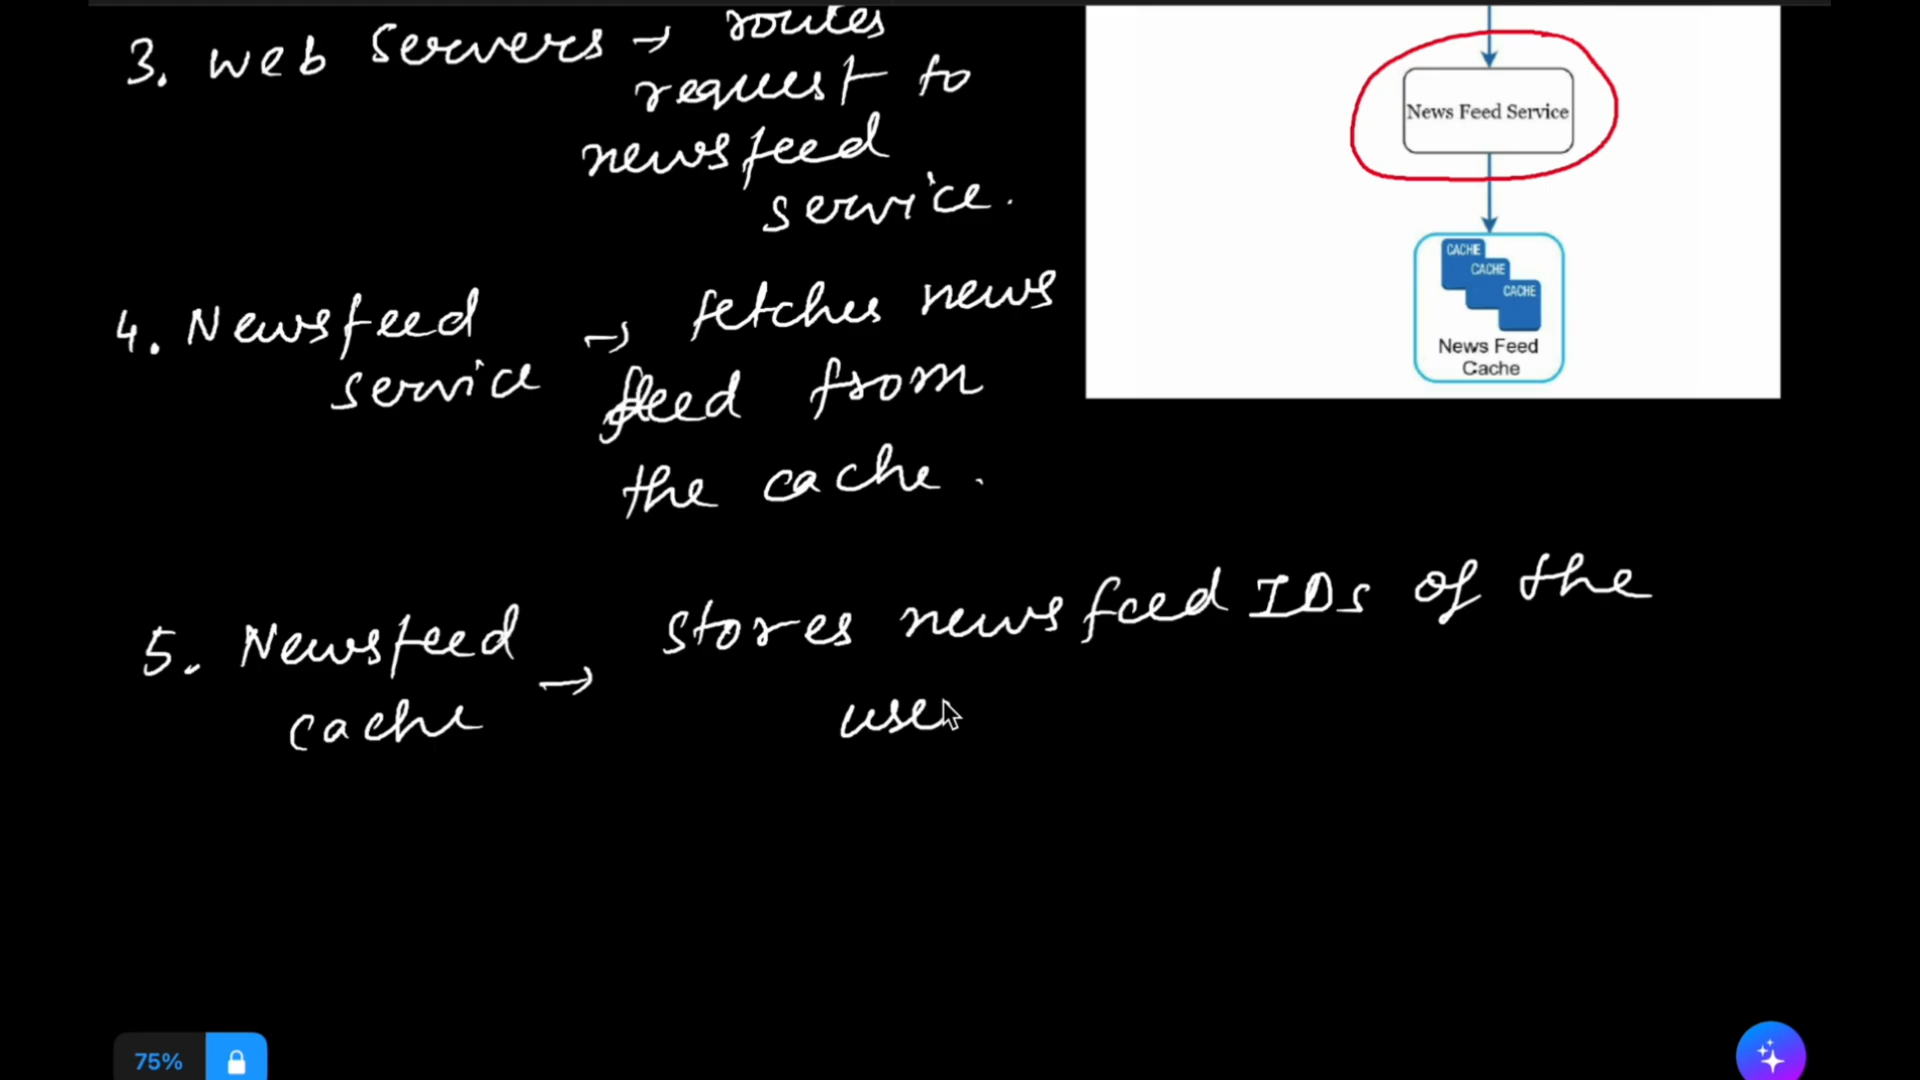 3. Web Servers → routes
request to
newsfeed
service.
4. Newsfeed
service → fetches news
feed from
the cache.
5. Newsfeed
cache → stores newsfeed IDs of the
use
News Feed Service
CACHE
CACHE
CACHE
News Feed
Cache
75%